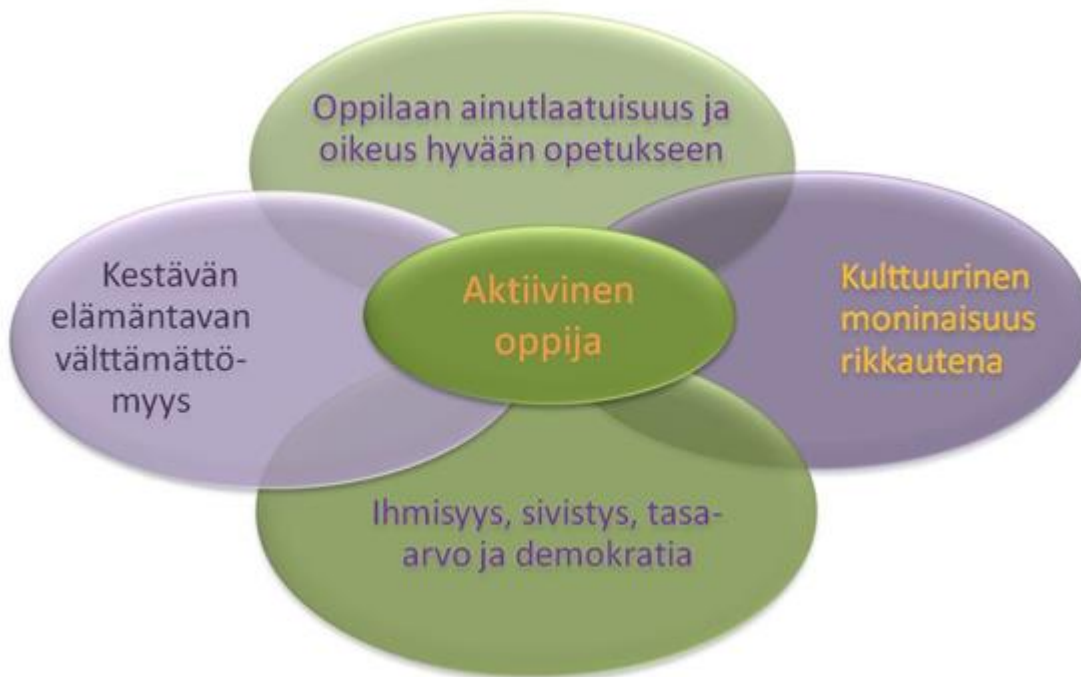 Oppilaan ainutlaatuisuus ja
oikeus hyvään opetukseen
Kestävän
elämäntavan
välttämättö-
myys
Aktiivinen
oppija
Kulttuurinen
moninaisuus
rikkautena
Ihmisyys, sivistys, tasa-
arvo ja demokratia